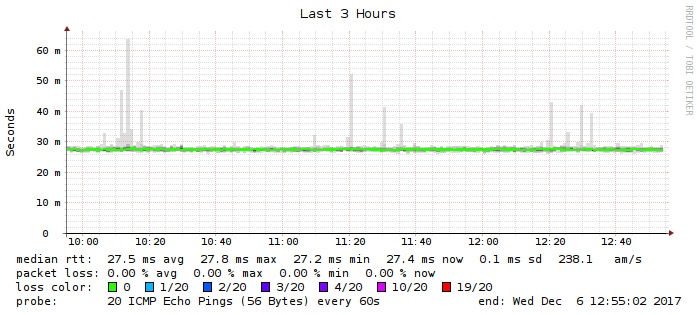 Last 3 Hours
RRDTOOL / TOBI OETIKER
Seconds
60 m
50 m
40 m
30 m
20 m
10 m
0
10:00 10:20 10:40 11:00 11:20 11:40 12:00 12:20 12:40
median rtt: 27.5 ms avg 27.8 ms max 27.2 ms min 27.4 ms now 0.1 ms sd 238.1 am/s
packet loss: 0.00 % avg 0.00 % max 0.00 % min 0.00 % now
loss color: 0 1/20 2/20 3/20 4/20 10/20 19/20
probe: 20 ICMP Echo Pings (56 Bytes) every 60s end: Wed Dec 6 12:55:02 2017